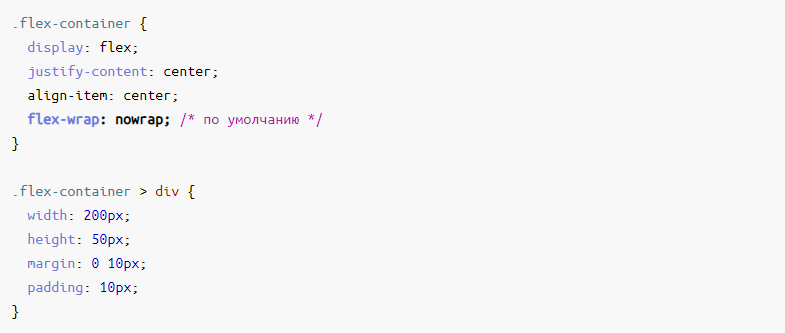 .flex-container {
  display: flex;
  justify-content: center;
  align-item: center;
  flex-wrap: nowrap; /* по умолчанию */
}

.flex-container > div {
  width: 200px;
  height: 50px;
  margin: 0 10px;
  padding: 10px;
}